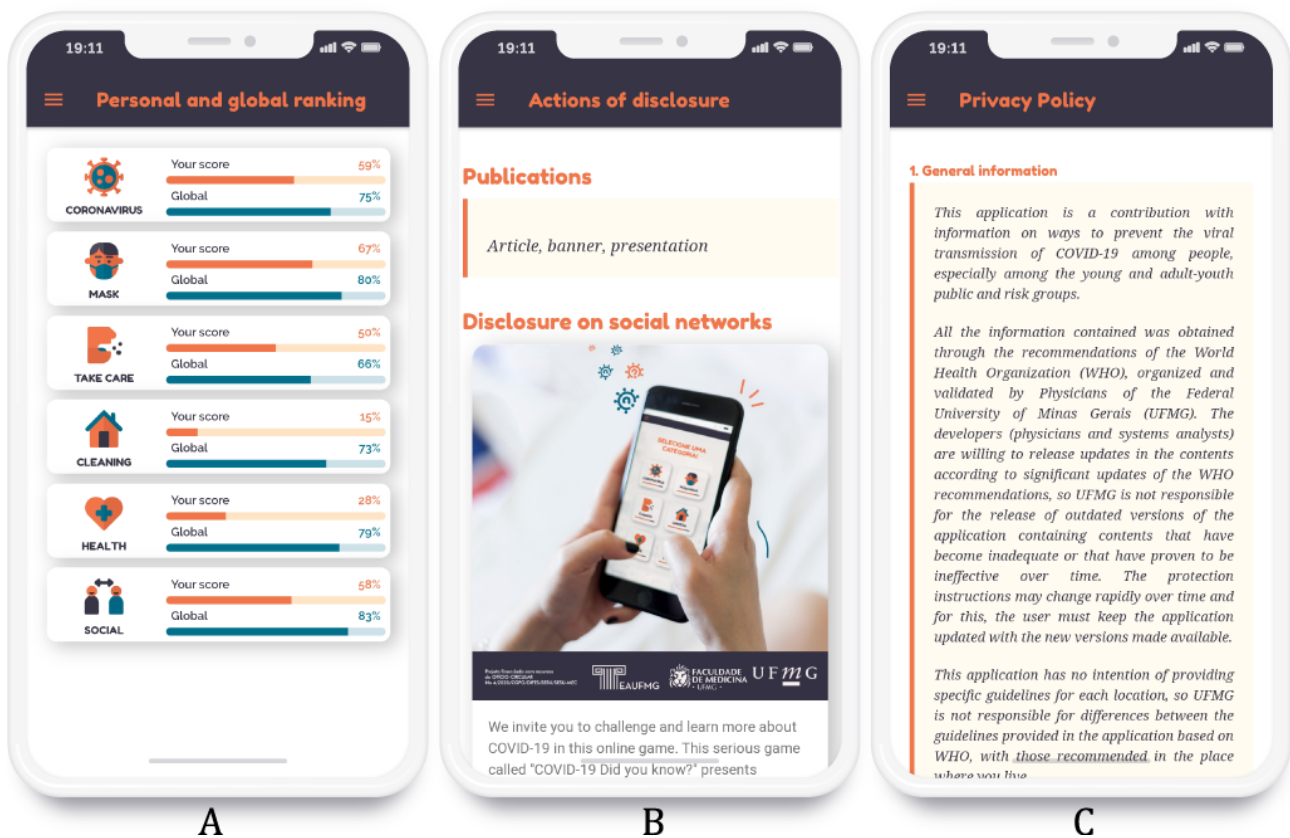 19:11
Personal and global ranking
Your score 59%
Global 75%
CORONAVIRUS
Your score 67%
Global 80%
MASK
Your score 50%
Global 66%
TAKE CARE
Your score 15%
Global 73%
CLEANING
Your score 28%
Global 79%
HEALTH
Your score 58%
Global 83%
SOCIAL
A
19:11
Actions of disclosure
Publications
Article, banner, presentation
Disclosure on social networks
SELECIONE UMA
CATEGORIA!
EAUFMG
FACULDADE
DE MEDICINA
UFMG
UFmG
We invite you to challenge and learn more about
COVID-19 in this online game. This serious game
called "COVID-19 Did you know?" presents
B
19:11
Privacy Policy
1. General information
This application is a contribution with
information on ways to prevent the viral
transmission of COVID-19 among people,
especially among the young and adult-youth
public and risk groups.
All the information contained was obtained
through the recommendations of the World
Health Organization (WHO), organized and
validated by Physicians of the Federal
University of Minas Gerais (UFMG). The
developers (physicians and systems analysts)
are willing to release updates in the contents
according to significant updates of the WHO
recommendations, so UFMG is not responsible
for the release of outdated versions of the
application containing contents that have
become inadequate or that have proven to be
ineffective over time. The protection
instructions may change rapidly over time and
for this, the user must keep the application
updated with the new versions made available.
This application has no intention of providing
specific guidelines for each location, so UFMG
is not responsible for differences between the
guidelines provided in the application based on
WHO, with those recommended in the place
where you live
C